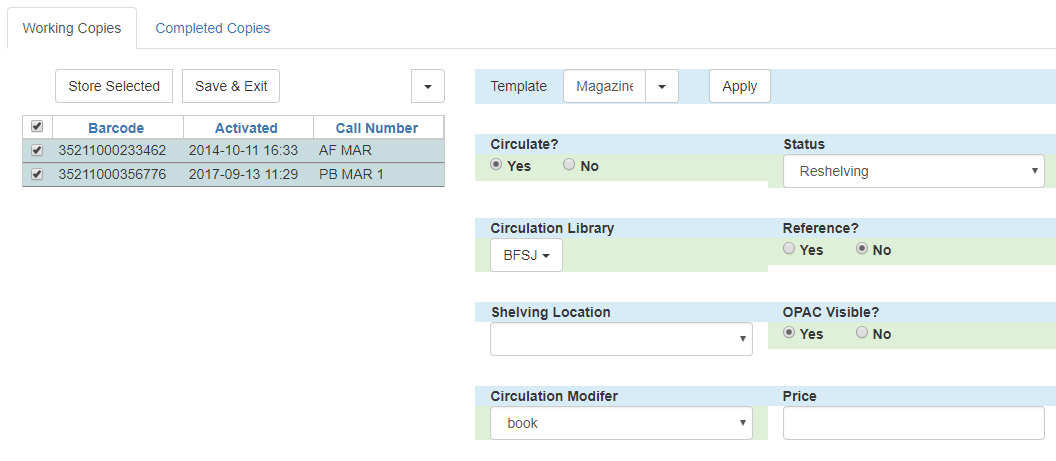 Working Copies
Completed Copies
Store Selected
Save & Exit
Barcode Activated Call Number
35211000233462 2014-10-11 16:33 AF MAR
35211000356776 2017-09-13 11:29 PB MAR 1
Template Magazine Apply
Circulate?
Yes No
Status
Reshelving
Circulation Library
BFSJ
Reference?
Yes No
Shelving Location
OPAC Visible?
Yes No
Circulation Modifer
book
Price